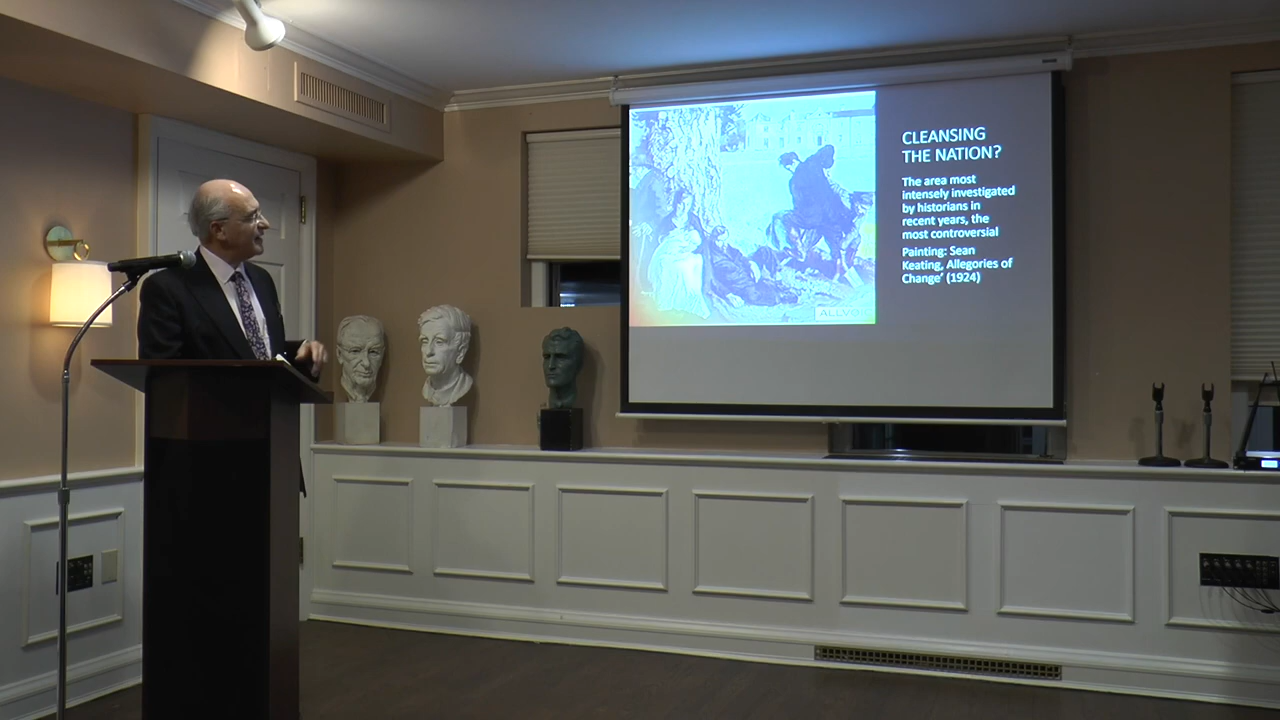 CLEANSING
THE NATION?
The area most
intensely investigated
by historians in
recent years, the
most controversial
Painting: Sean
Keating, Allegories of
Change' (1924)